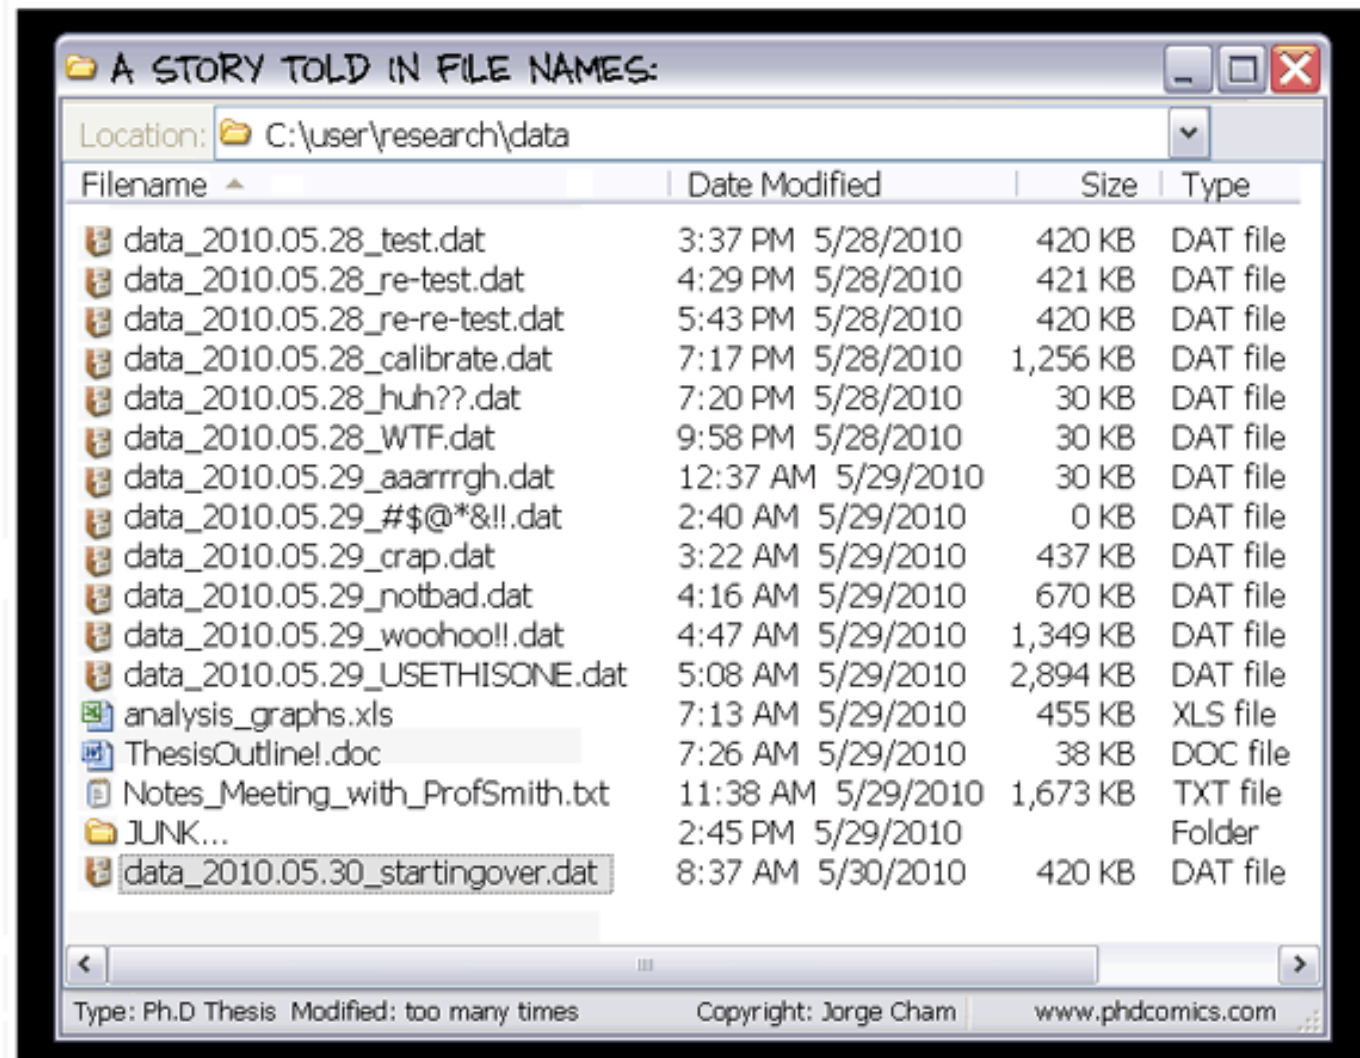 A STORY TOLD IN FILE NAMES:
Location: C:\user\research\data
Filename Date Modified Size Type
data_2010.05.28_test.dat 3:37 PM 5/28/2010 420 KB DAT file
data_2010.05.28_re-test.dat 4:29 PM 5/28/2010 421 KB DAT file
data_2010.05.28_re-re-test.dat 5:43 PM 5/28/2010 420 KB DAT file
data_2010.05.28_calibrate.dat 7:17 PM 5/28/2010 1,256 KB DAT file
data_2010.05.28_huh??.dat 7:20 PM 5/28/2010 30 KB DAT file
data_2010.05.28_WTF.dat 9:58 PM 5/28/2010 30 KB DAT file
data_2010.05.29_aaarrrgh.dat 12:37 AM 5/29/2010 30 KB DAT file
data_2010.05.29_#$@*&!!.dat 2:40 AM 5/29/2010 0 KB DAT file
data_2010.05.29_crap.dat 3:22 AM 5/29/2010 437 KB DAT file
data_2010.05.29_notbad.dat 4:16 AM 5/29/2010 670 KB DAT file
data_2010.05.29_woohoo!!.dat 4:47 AM 5/29/2010 1,349 KB DAT file
data_2010.05.29_USETHISONE.dat 5:08 AM 5/29/2010 2,894 KB DAT file
analysis_graphs.xls 7:13 AM 5/29/2010 455 KB XLS file
ThesisOutline!.doc 7:26 AM 5/29/2010 38 KB DOC file
Notes_Meeting_with_ProfSmith.txt 11:38 AM 5/29/2010 1,673 KB TXT file
JUNK... 2:45 PM 5/29/2010 Folder
data_2010.05.30_startingover.dat 8:37 AM 5/30/2010 420 KB DAT file
Type: Ph.D Thesis Modified: too many times Copyright: Jorge Cham www.phdcomics.com